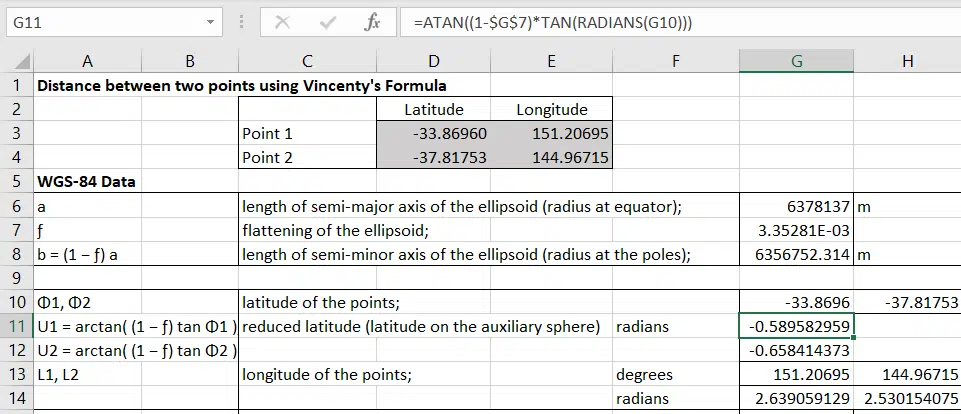 G11 fx =ATAN((1-$G$7)*TAN(RADIANS(G10)))
A B C D E F G H
1 Distance between two points using Vincenty's Formula
2 Latitude Longitude
3 Point 1 -33.86960 151.20695
4 Point 2 -37.81753 144.96715
5 WGS-84 Data
6 a length of semi-major axis of the ellipsoid (radius at equator); 6378137 m
7 ƒ flattening of the ellipsoid; 3.35281E-03
8 b = (1 − ƒ) a length of semi-minor axis of the ellipsoid (radius at the poles); 6356752.314 m
9
10 Φ1, Φ2 latitude of the points; -33.8696 -37.81753
11 U1 = arctan( (1 − ƒ) tan Φ1 ) reduced latitude (latitude on the auxiliary sphere) radians -0.589582959
12 U2 = arctan( (1 − ƒ) tan Φ2 ) -0.658414373
13 L1, L2 longitude of the points; degrees 151.20695 144.96715
14 radians 2.639059129 2.530154075